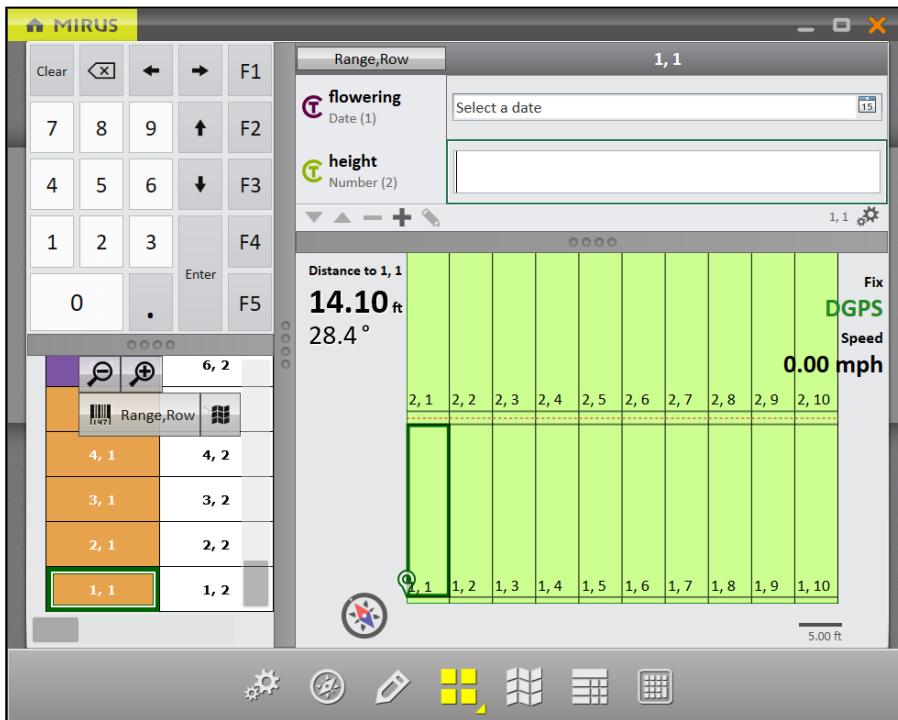 MIRUS
Clear F1
7 8 9 F2
4 5 6 F3
1 2 3 F4
Enter
0 . F5
6, 2
Range,Row
4, 1 4, 2
3, 1 3, 2
2, 1 2, 2
1, 1 1, 2
Range,Row 1, 1
flowering
Date (1)
Select a date 15
height
Number (2)
1, 1
Distance to 1, 1
14.10 ft
28.4°
Fix
DGPS
Speed
0.00 mph
2, 1 2, 2 2, 3 2, 4 2, 5 2, 6 2, 7 2, 8 2, 9 2, 10
1, 1 1, 2 1, 3 1, 4 1, 5 1, 6 1, 7 1, 8 1, 9 1, 10
5.00 ft